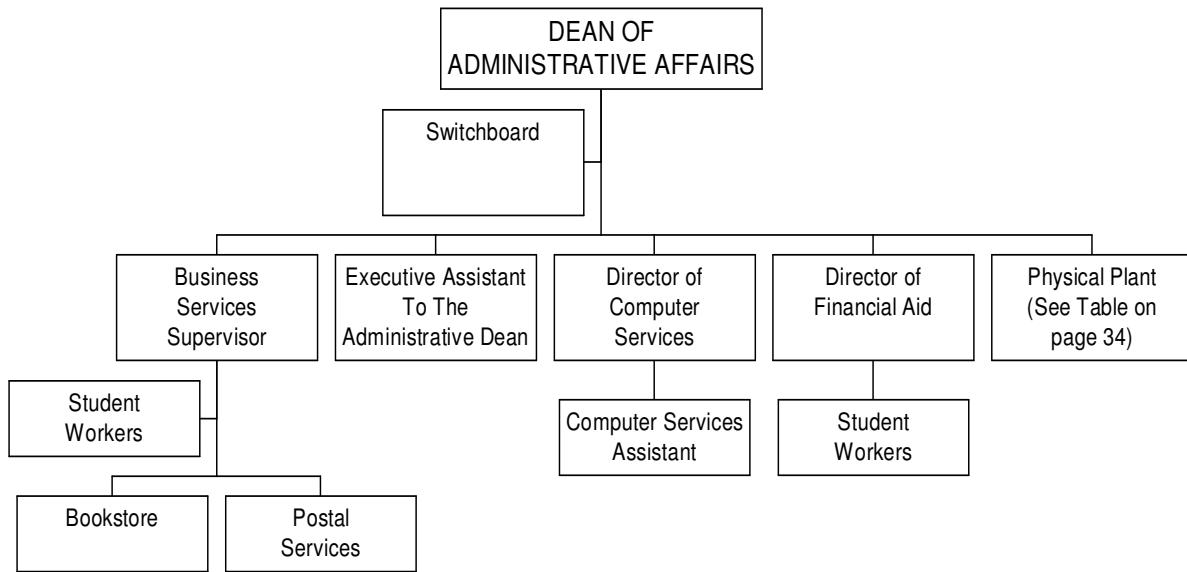 DEAN OF
ADMINISTRATIVE AFFAIRS
Switchboard
Business
Services
Supervisor
Executive Assistant
To The
Administrative Dean
Director of
Computer
Services
Director of
Financial Aid
Physical Plant
(See Table on
page 34)
Student
Workers
Computer Services
Assistant
Student
Workers
Bookstore
Postal
Services